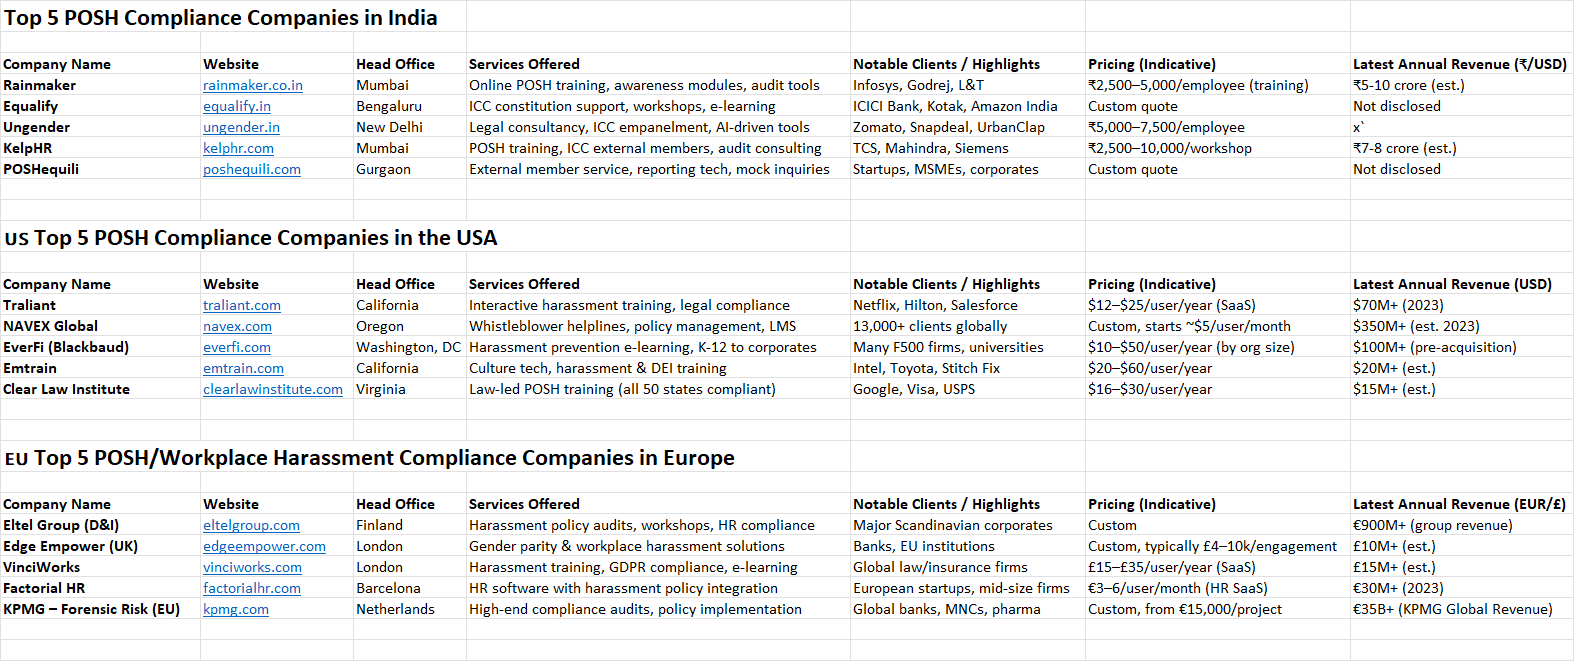 Top 5 POSH Compliance Companies in India
Company Name Website Head Office Services Offered Notable Clients / Highlights Pricing (Indicative) Latest Annual Revenue (₹/USD)
Rainmaker rainmaker.co.in Mumbai Online POSH training, awareness modules, audit tools Infosys, Godrej, L&T ₹2,500–5,000/employee (training) ₹5-10 crore (est.)
Equalify equalify.in Bengaluru ICC constitution support, workshops, e-learning ICICI Bank, Kotak, Amazon India Custom quote Not disclosed
Ungender ungender.in New Delhi Legal consultancy, ICC empanelment, AI-driven tools Zomato, Snapdeal, UrbanClap ₹5,000–7,500/employee x`
KelpHR kelphr.com Mumbai POSH training, ICC external members, audit consulting TCS, Mahindra, Siemens ₹2,500–10,000/workshop ₹7-8 crore (est.)
POSHequili poshequili.com Gurgaon External member service, reporting tech, mock inquiries Startups, MSMEs, corporates Custom quote Not disclosed
US Top 5 POSH Compliance Companies in the USA
Company Name Website Head Office Services Offered Notable Clients / Highlights Pricing (Indicative) Latest Annual Revenue (USD)
Traliant traliant.com California Interactive harassment training, legal compliance Netflix, Hilton, Salesforce $12–$25/user/year (SaaS) $70M+ (2023)
NAVEX Global navex.com Oregon Whistleblower helplines, policy management, LMS 13,000+ clients globally Custom, starts ~$5/user/month $350M+ (est. 2023)
EverFi (Blackbaud) everfi.com Washington, DC Harassment prevention e-learning, K-12 to corporates Many F500 firms, universities $10–$50/user/year (by org size) $100M+ (pre-acquisition)
Emtrain emtrain.com California Culture tech, harassment & DEI training Intel, Toyota, Stitch Fix $20–$60/user/year $20M+ (est.)
Clear Law Institute clearlawinstitute.com Virginia Law-led POSH training (all 50 states compliant) Google, Visa, USPS $16–$30/user/year $15M+ (est.)
EU Top 5 POSH/Workplace Harassment Compliance Companies in Europe
Company Name Website Head Office Services Offered Notable Clients / Highlights Pricing (Indicative) Latest Annual Revenue (EUR/£)
Eltel Group (D&I) eltelgroup.com Finland Harassment policy audits, workshops, HR compliance Major Scandinavian corporates Custom €900M+ (group revenue)
Edge Empower (UK) edgeempower.com London Gender parity & workplace harassment solutions Banks, EU institutions Custom, typically £4–10k/engagement £10M+ (est.)
VinciWorks vinciworks.com London Harassment training, GDPR compliance, e-learning Global law/insurance firms £15–£35/user/year (SaaS) £15M+ (est.)
Factorial HR factorialhr.com Barcelona HR software with harassment policy integration European startups, mid-size firms €3–6/user/month (HR SaaS) €30M+ (2023)
KPMG – Forensic Risk (EU) kpmg.com Netherlands High-end compliance audits, policy implementation Global banks, MNCs, pharma Custom, from €15,000/project €35B+ (KPMG Global Revenue)